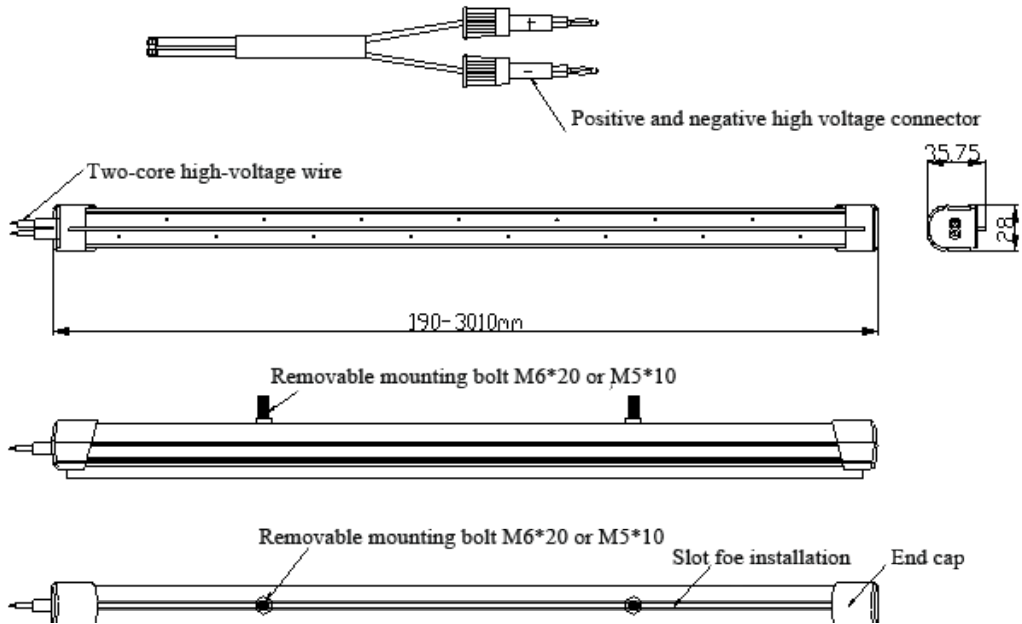 +
-
Positive and negative high voltage connector
Two-core high-voltage wire
35.75
28
190-3010mm
Removable mounting bolt M6*20 or M5*10
Removable mounting bolt M6*20 or M5*10
Slot foe installation
End cap